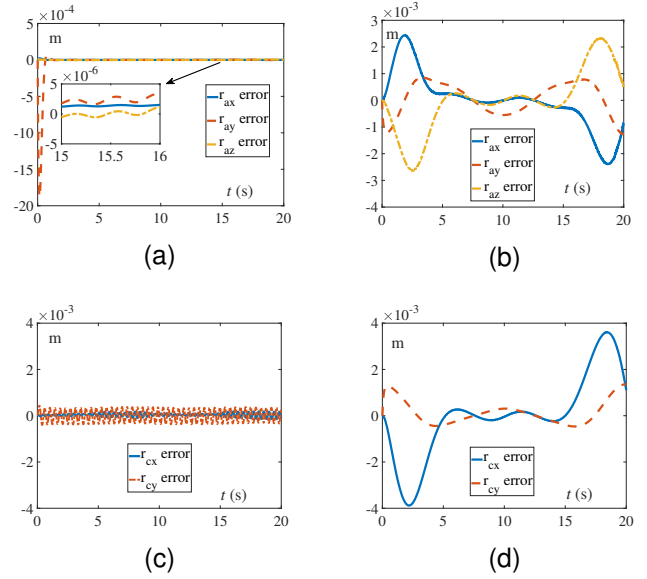 ×10⁻⁴
m
5
0
-5
-10
-15
-20
×10⁻⁶
5
0
-5
15 15.5 16
r_ax error
r_ay error
r_az error
t (s)
0 5 10 15 20
(a)
×10⁻³
m
3
2
1
0
-1
-2
-3
-4
r_ax error
r_ay error
r_az error
t (s)
0 5 10 15 20
(b)
×10⁻³
m
4
2
0
-2
-4
r_cx error
r_cy error
t (s)
0 5 10 15 20
(c)
×10⁻³
m
4
2
0
-2
-4
r_cx error
r_cy error
t (s)
0 5 10 15 20
(d)